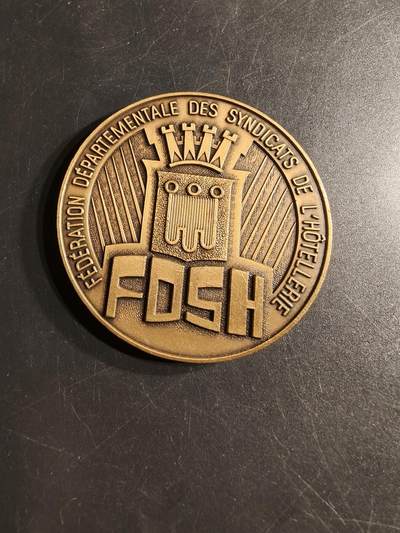 FÉDÉRATION DÉPARTEMENTALE DES SYNDICATS DE L'HÔTELLERIE
FDSH